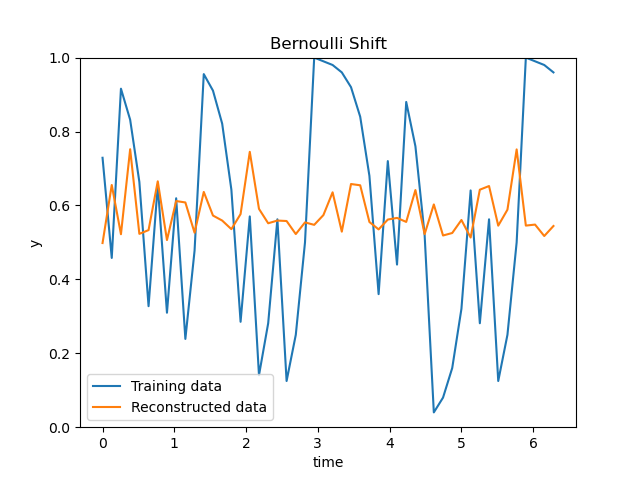 Bernoulli Shift
1.0
0.8
0.6
0.4
0.2
0.0
y
Training data
Reconstructed data
0 1 2 3 4 5 6
time